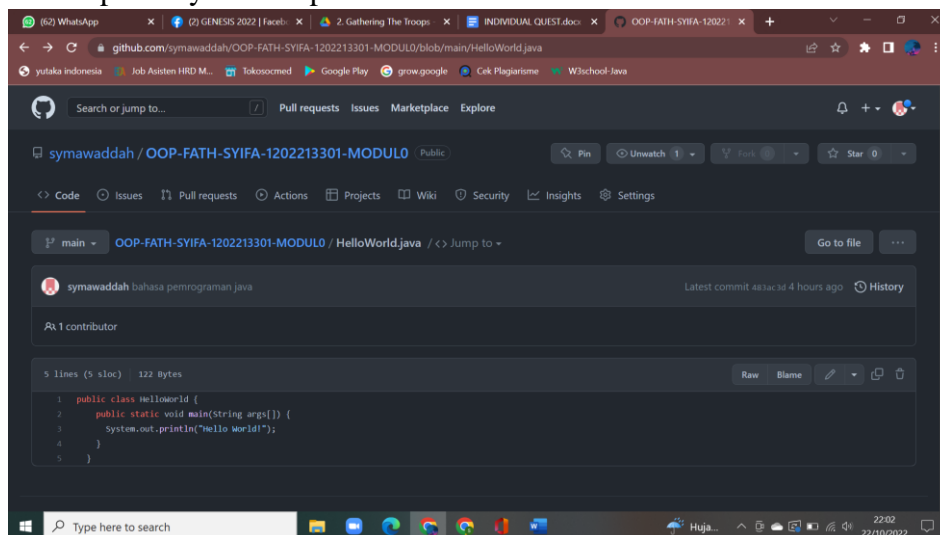 (62) WhatsApp
(2) GENESIS 2022 | Facebo
2. Gathering The Troops -
INDIVIDUAL QUEST.docx
OOP-FATH-SYIFA-120221
github.com/symawaddah/OOP-FATH-SYIFA-1202213301-MODUL0/blob/main/HelloWorld.java
yutaka indonesia
Job Asisten HRD M...
Tokosocmed
Google Play
grow.google
Cek Plagiarisme
W3school-Java
Search or jump to...
/
Pull requests Issues Marketplace Explore
symawaddah / OOP-FATH-SYIFA-1202213301-MODUL0 Public
Pin
Unwatch 1
Fork 0
Star 0
<> Code
Issues
Pull requests
Actions
Projects
Wiki
Security
Insights
Settings
main
OOP-FATH-SYIFA-1202213301-MODUL0 / HelloWorld.java / <> Jump to
Go to file
...
symawaddah bahasa pemrograman java
Latest commit 483ac3d 4 hours ago
History
1 contributor
5 lines (5 sloc) 122 Bytes
Raw Blame
1 public class HelloWorld {
2 public static void main(String args[]) {
3 System.out.println("Hello World!");
4 }
5 }
Type here to search
Huja...
22:02
22/10/2022